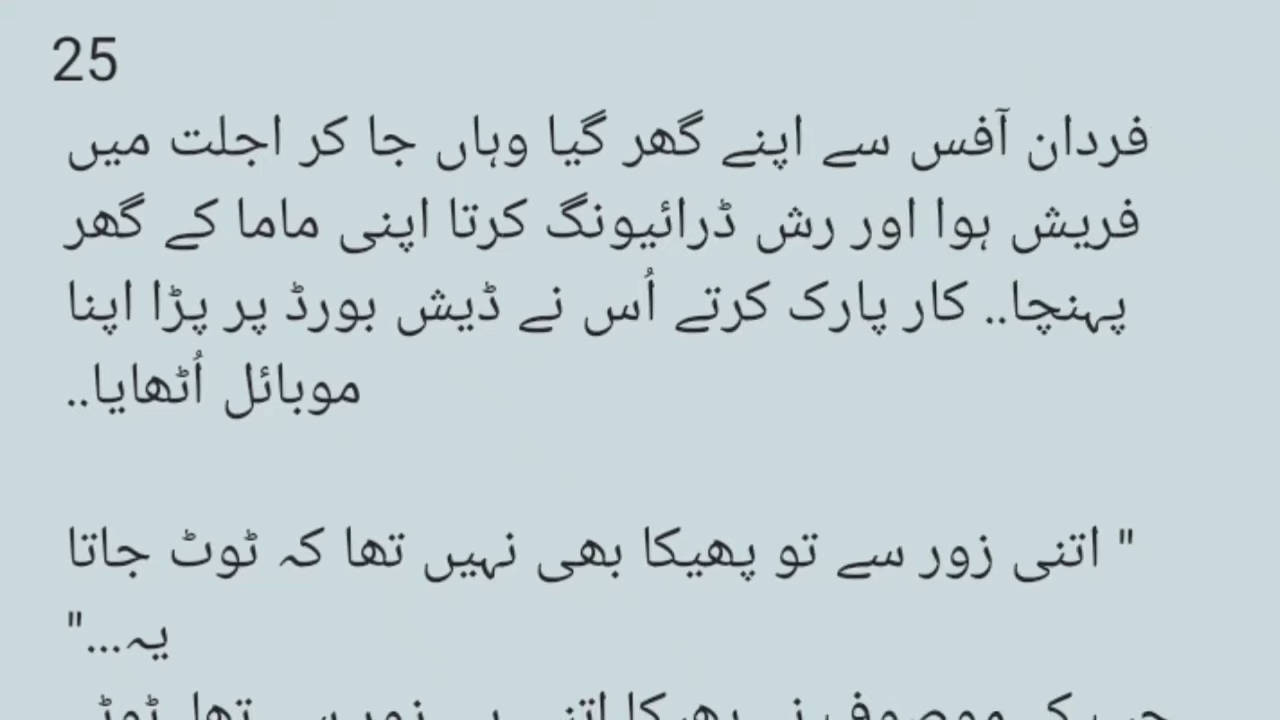 25
فردان آفس سے اپنے گھر گیا وہاں جا کر اجلت میں
فریش ہوا اور رش ڈرائیونگ کرتا اپنی ماما کے گھر
پہنچا.. کار پارک کرتے اُس نے ڈیش بورڈ پر پڑا اپنا
موبائل اُٹھایا..
" اتنی زور سے تو پھیکا بھی نہیں تھا کہ ٹوٹ جاتا
یہ..."